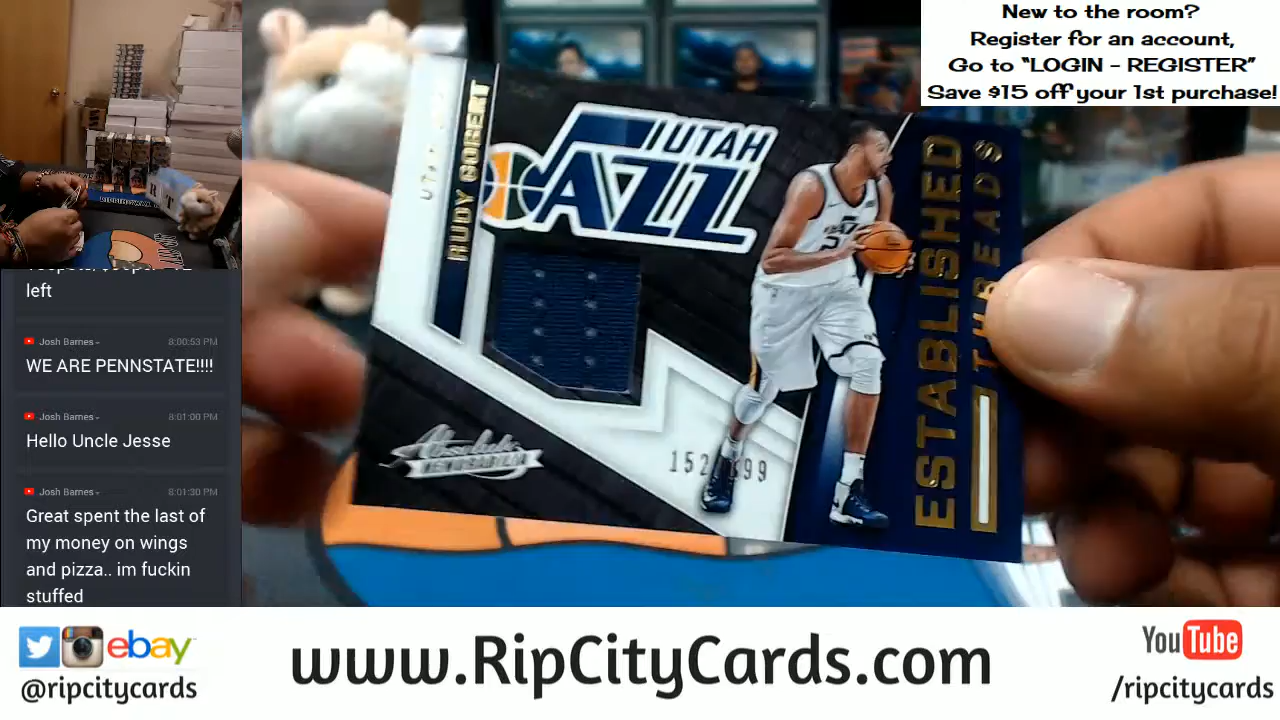 New to the room?
Register for an account,
Go to “LOGIN – REGISTER”
Save $15 off your 1st purchase!
RUDY GOBERT
UTAH
JAZZ
ESTABLISHED
THREADS
Absolute
MEMORABILIA
left
Josh Barnes 8:00:53 PM
WE ARE PENNSTATE!!!!
Josh Barnes 8:01:00 PM
Hello Uncle Jesse
Josh Barnes 8:01:30 PM
Great spent the last of
my money on wings
and pizza.. im fuckin
stuffed
ebay
@ripcitycards
www.RipCityCards.com
YouTube
/ripcitycards